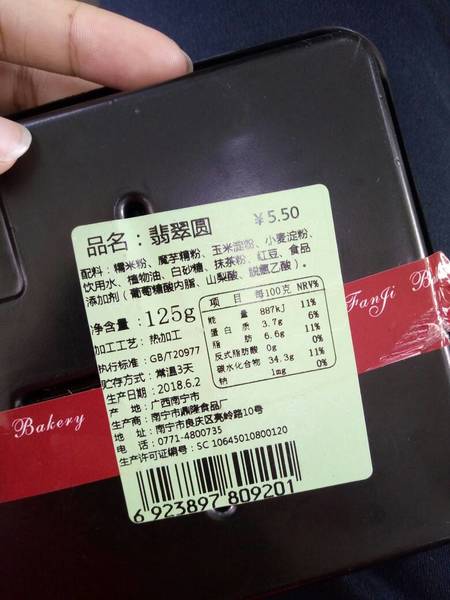 品名：翡翠圆 ¥5.50
配料：糯米粉、魔芋精粉、玉米淀粉、小麦淀粉、
饮用水、植物油、白砂糖、抹茶粉、红豆、食品
添加剂（葡萄糖酸内脂、山梨酸、脱氢乙酸）。
净含量：125g
加工工艺：热加工
执行标准：GB/T20977
贮存方式：常温3天
生产日期：2018.6.2
产 地：广西南宁市
生产商：南宁市鼎隆食品厂
地 址：南宁市良庆区亮岭路10号
电 话：0771-4800735
生产许可证编号：SC 10645010800120
项 目 每100克 NRV%
能 量 887kJ 11%
蛋 白 质 3.7g 6%
脂 肪 6.6g 11%
反式脂肪酸 0g 0%
碳水化合物 34.3g 11%
钠 1mg 0%
6 923897 809201
Bakery
FanJi B